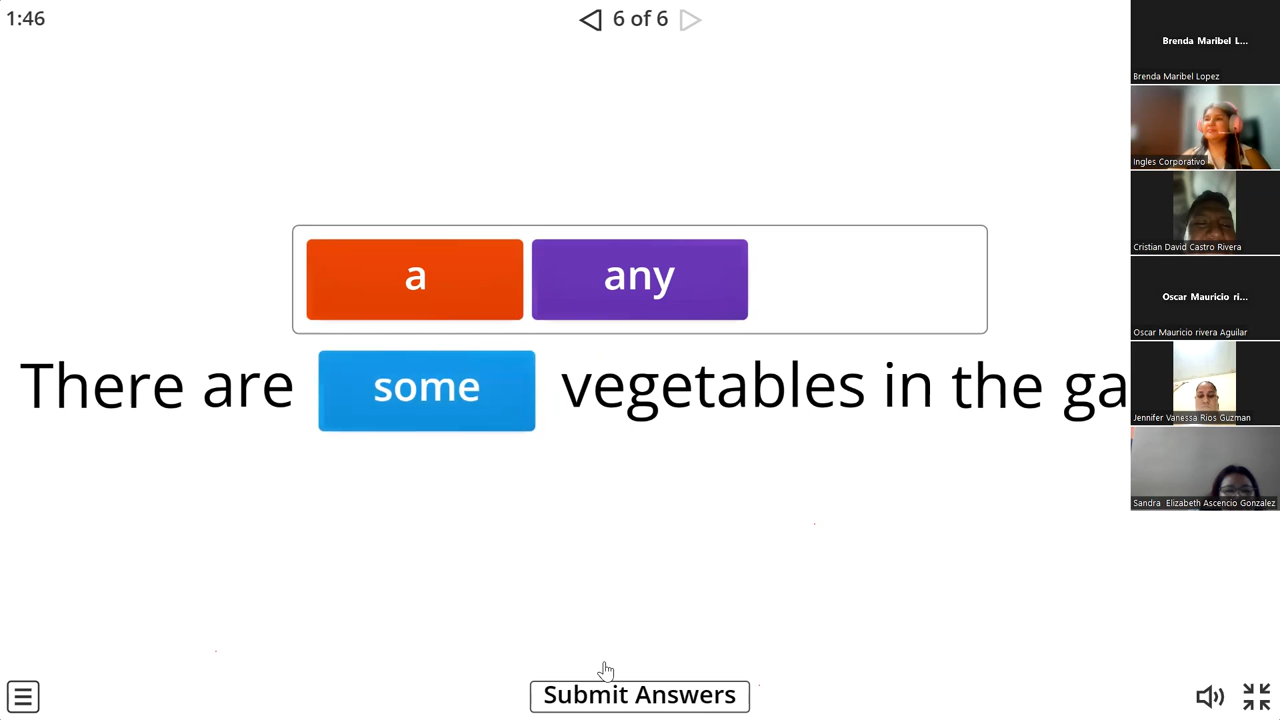 1:46
6 of 6
Brenda Maribel L...
Brenda Maribel Lopez
Ingles Corporativo
Cristian David Castro Rivera
Oscar Mauricio ri...
Oscar Mauricio rivera Aguilar
Jennifer Vanessa Rios Guzman
Sandra Elizabeth Ascencio Gonzalez
a any
There are some vegetables in the ga
Submit Answers